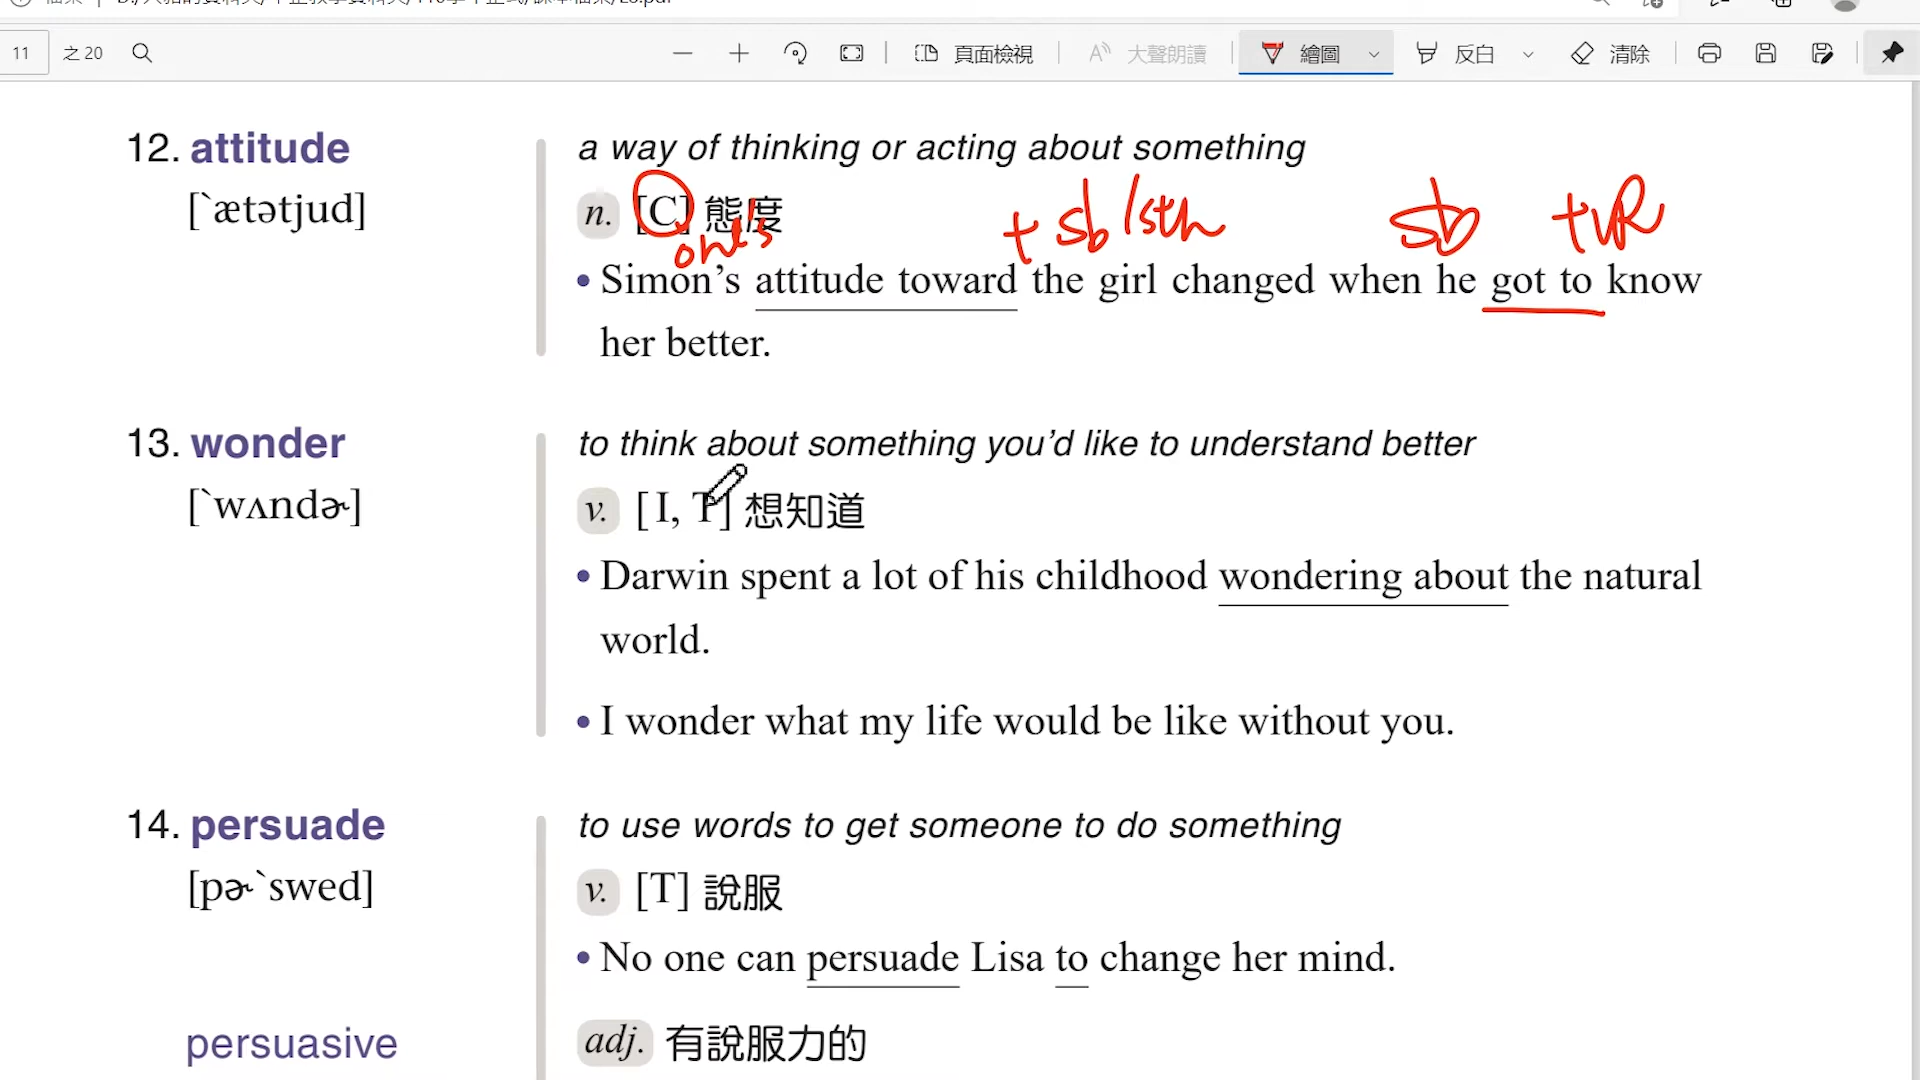 11 之 20 頁面檢視 大聲朗讀 繪圖 反白 清除
12. attitude a way of thinking or acting about something
[ˋætətjud] n. [C] 態度
one's + sb/sth sb +VR
• Simon's attitude toward the girl changed when he got to know
her better.
13. wonder to think about something you'd like to understand better
[ˋwʌndɚ] v. [I, T] 想知道
• Darwin spent a lot of his childhood wondering about the natural
world.
• I wonder what my life would be like without you.
14. persuade to use words to get someone to do something
[pɚˋswed] v. [T] 說服
• No one can persuade Lisa to change her mind.
persuasive adj. 有說服力的